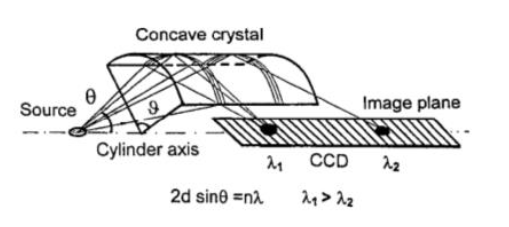 Concave crystal
Source
θ
ϑ
Image plane
Cylinder axis
λ₁
CCD
λ₂
2d sinθ =nλ
λ₁ > λ₂